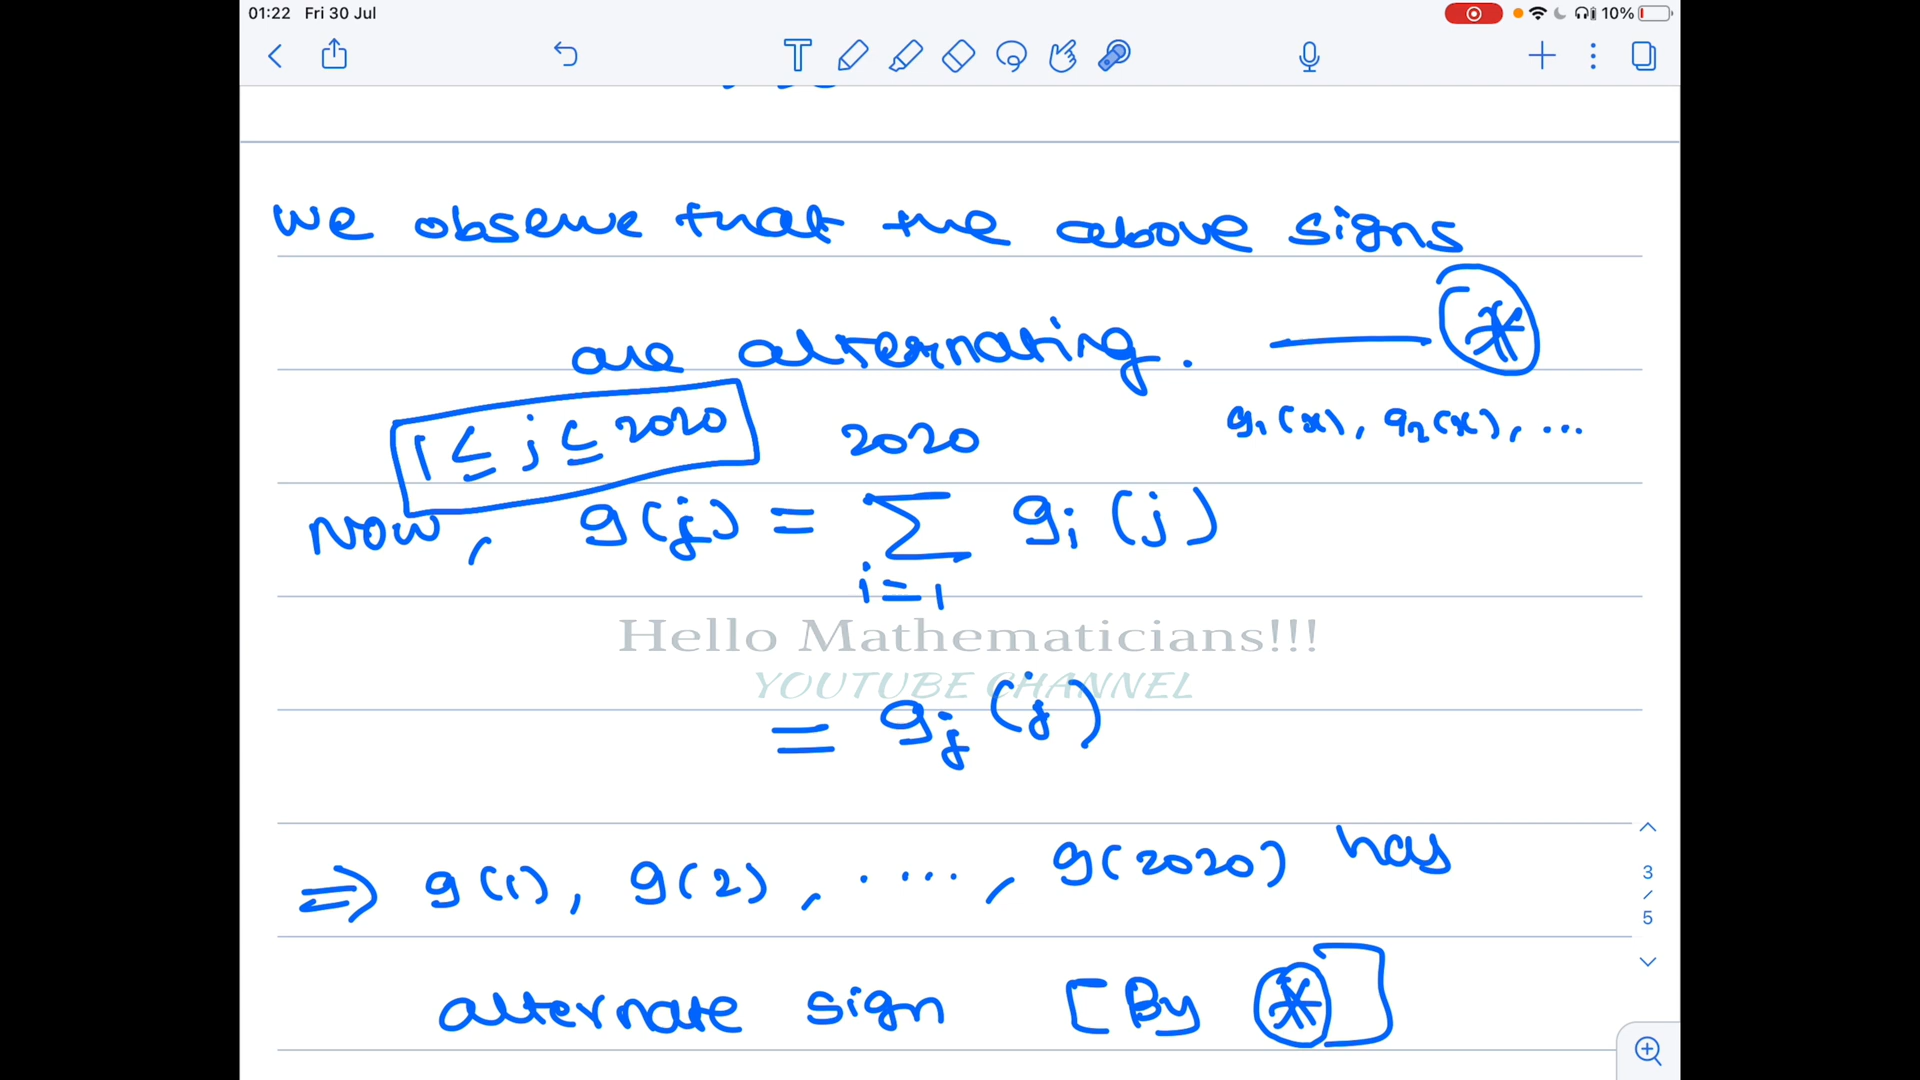 01:22 Fri 30 Jul 10%
T
we observe that the above signs
are alternating. —— *
1 ≤ j ≤ 2020
g₁(x), g₂(x), ...
2020
Now, g(j) = Σ gᵢ(j)
i=1
Hello Mathematicians!!!
YOUTUBE CHANNEL
= gⱼ(j)
⇒ g(1), g(2), ....., g(2020) has
3
/
5
alternate sign [By *]